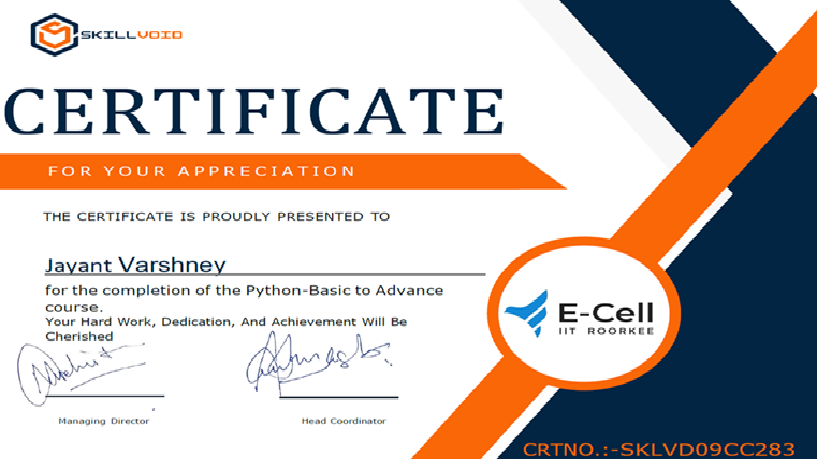 SKILLVOID
CERTIFICATE
FOR YOUR APPRECIATION
THE CERTIFICATE IS PROUDLY PRESENTED TO
Jayant Varshney
for the completion of the Python-Basic to Advance
course.
Your Hard Work, Dedication, And Achievement Will Be
Cherished
Managing Director
Head Coordinator
E-Cell
IIT ROORKEE
CRTNO.:-SKLVD09CC283